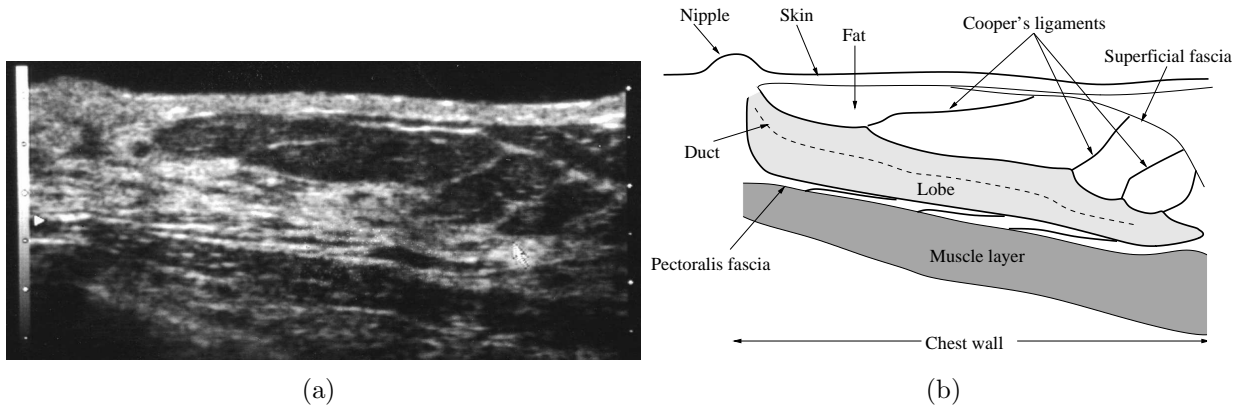 Nipple
Skin
Fat
Cooper's ligaments
Superficial fascia
Duct
Lobe
Pectoralis fascia
Muscle layer
Chest wall
(a)
(b)